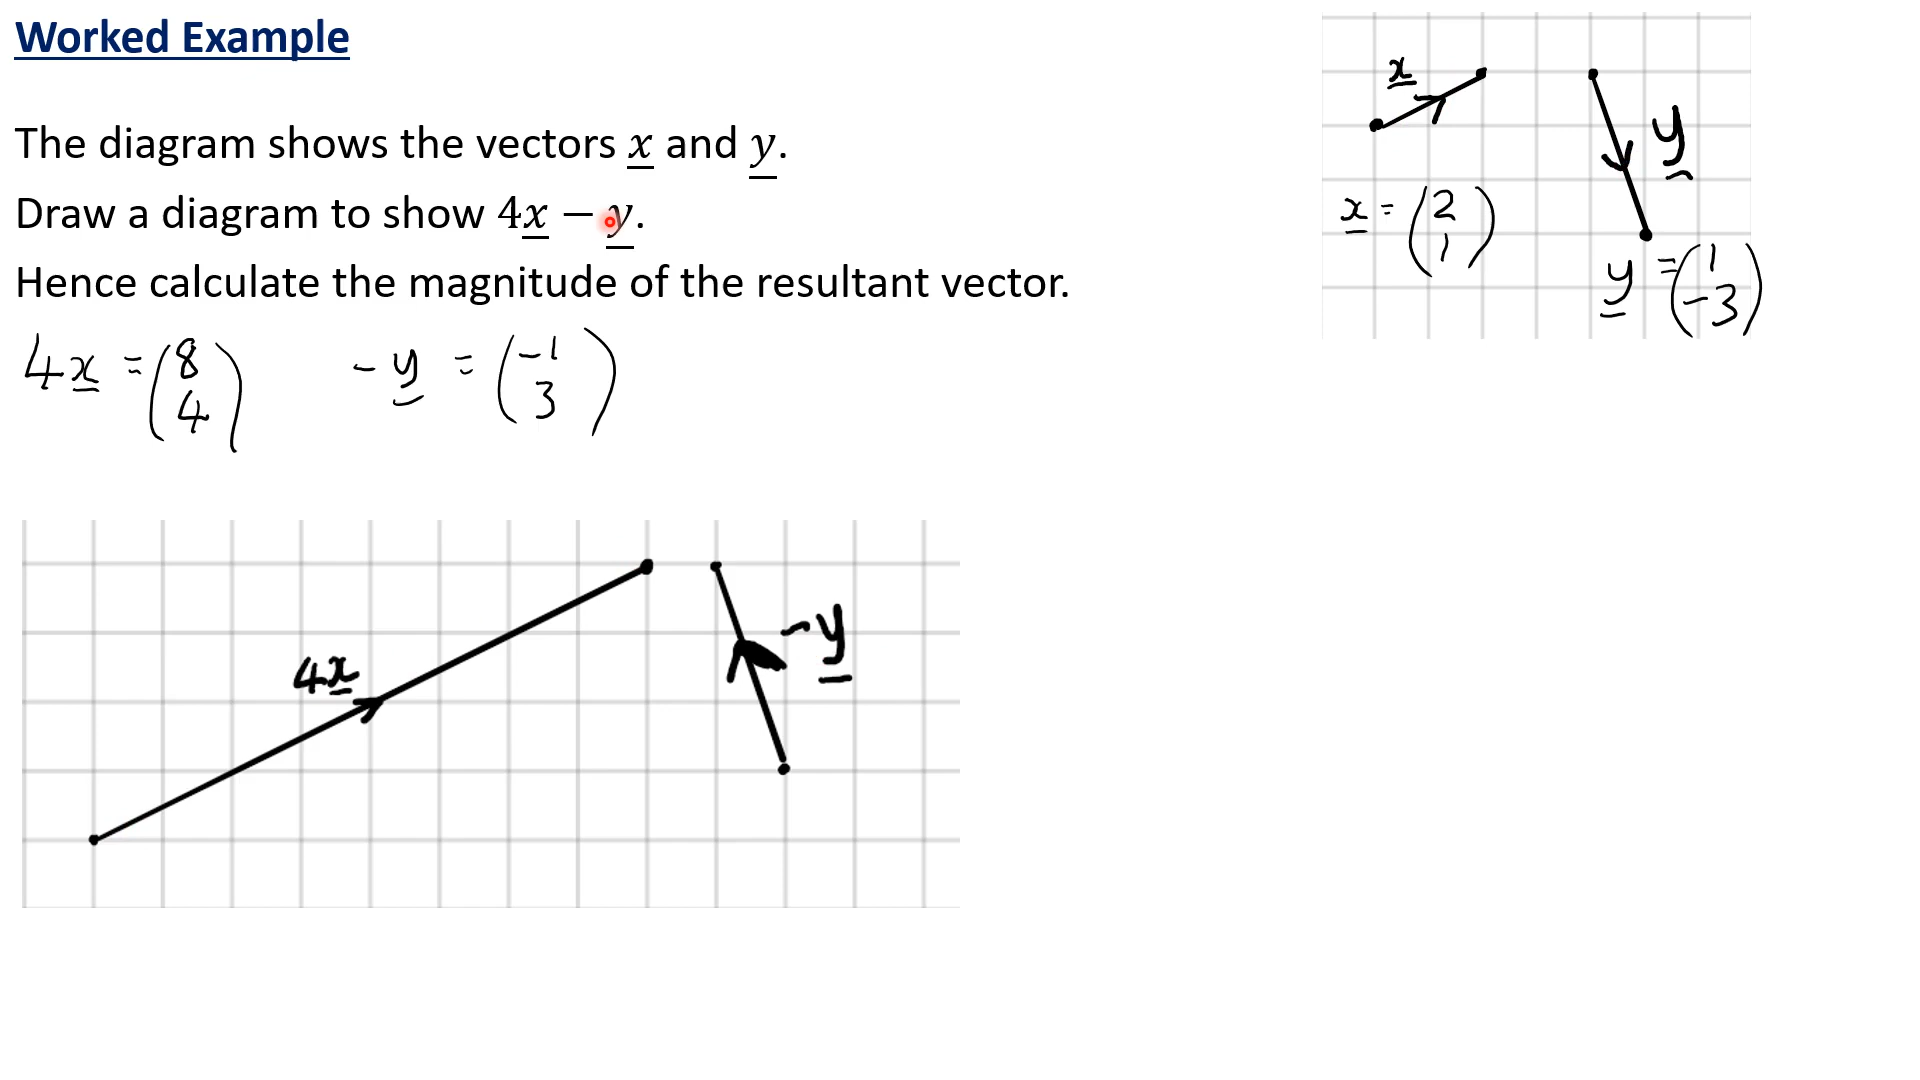 Worked Example
The diagram shows the vectors x and y.
Draw a diagram to show 4x − y.
Hence calculate the magnitude of the resultant vector.
x
y
x = (2
1)
y = (1
-3)
4x = (8
4)
-y = (-1
3)
4x
-y